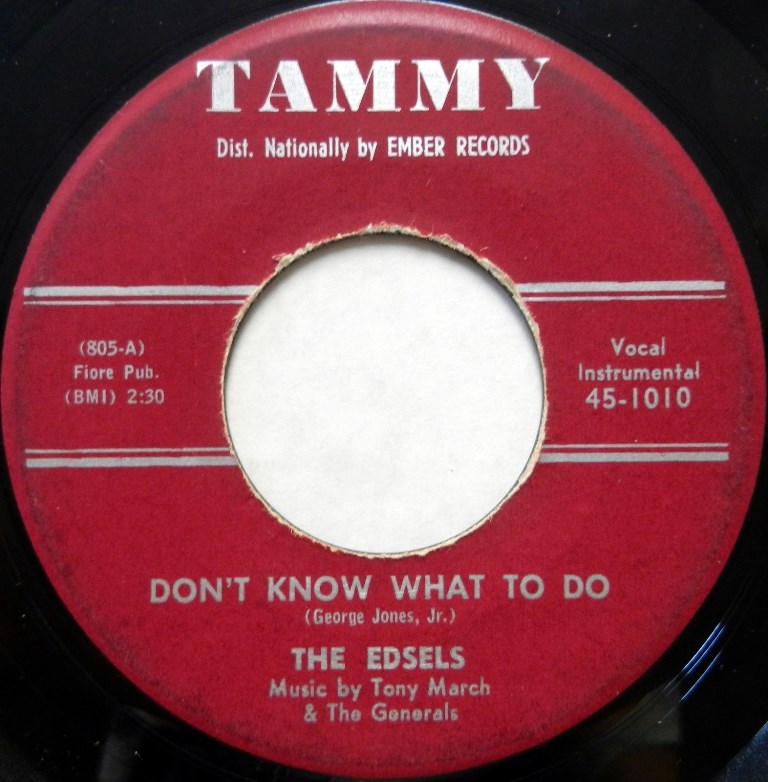 TAMMY
Dist. Nationally by EMBER RECORDS
(805-A)
Fiore Pub.
(BMI) 2:30
Vocal
Instrumental
45-1010
DON'T KNOW WHAT TO DO
(George Jones, Jr.)
THE EDSELS
Music by Tony March
& The Generals